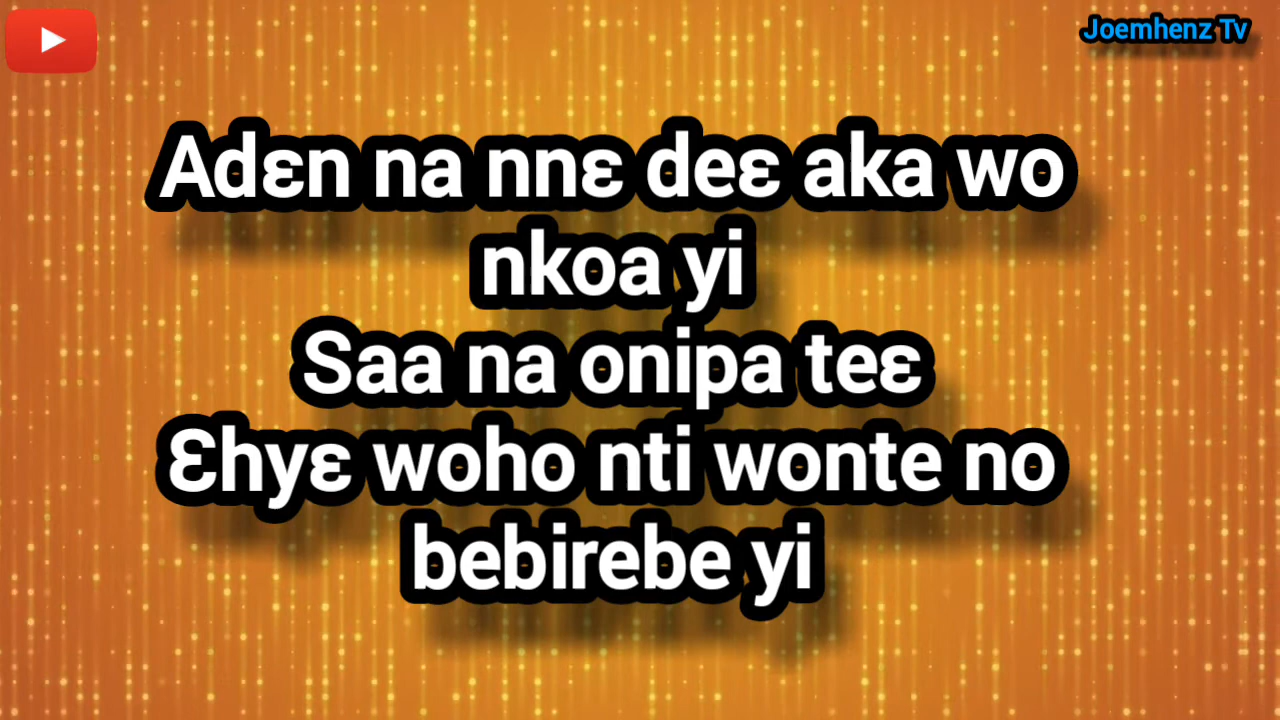 Joemhenz Tv
Adɛn na nnɛ deɛ aka wo
nkoa yi
Saa na onipa teɛ
Ɛhyɛ woho nti wonte no
bebirebe yi